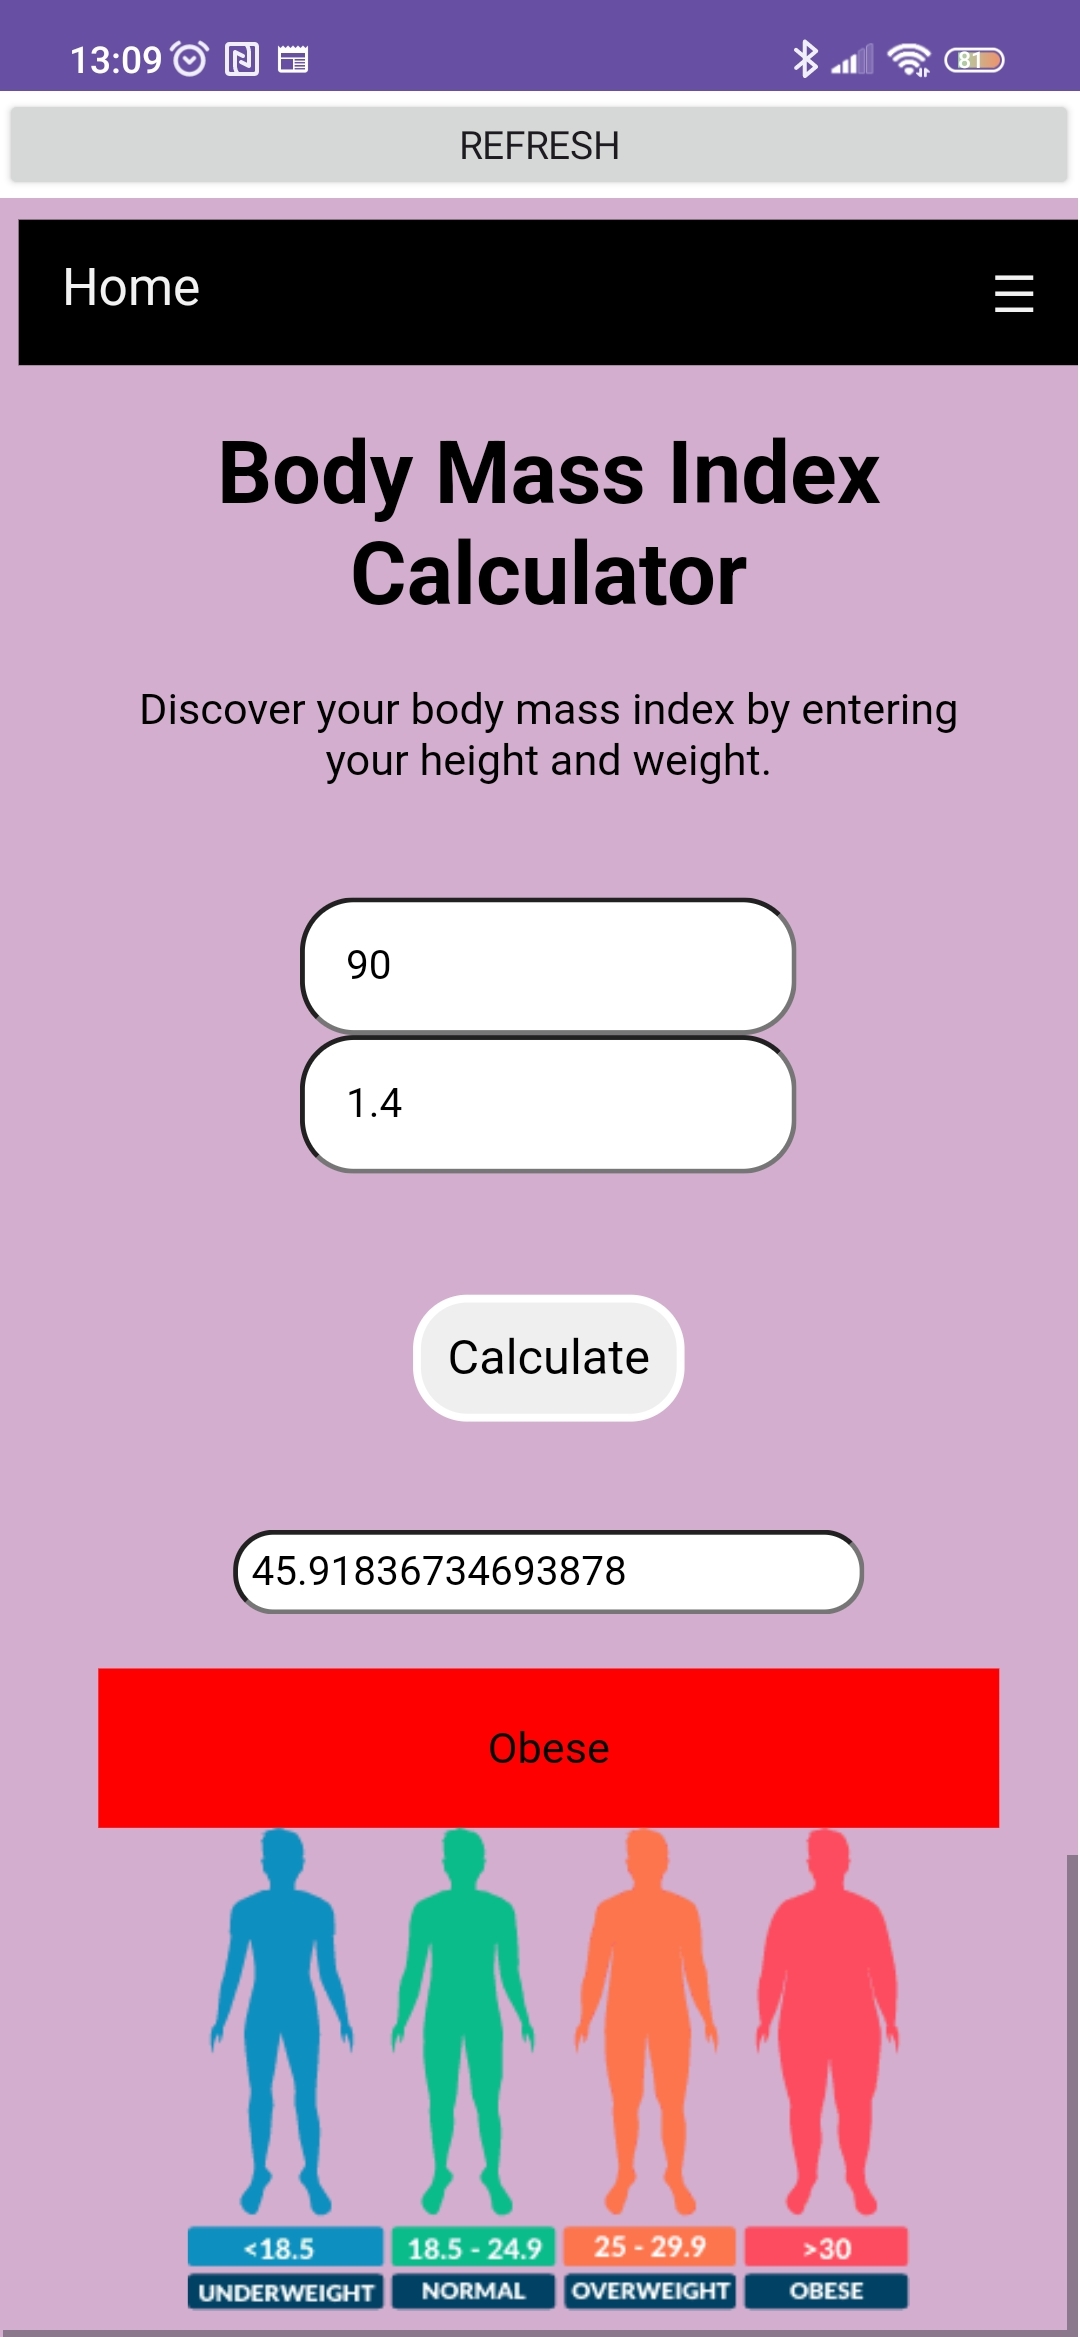 13:09
81
REFRESH
Home
Body Mass Index
Calculator
Discover your body mass index by entering
your height and weight.
90
1.4
Calculate
45.91836734693878
Obese
<18.5 18.5 - 24.9 25 - 29.9 >30
UNDERWEIGHT NORMAL OVERWEIGHT OBESE